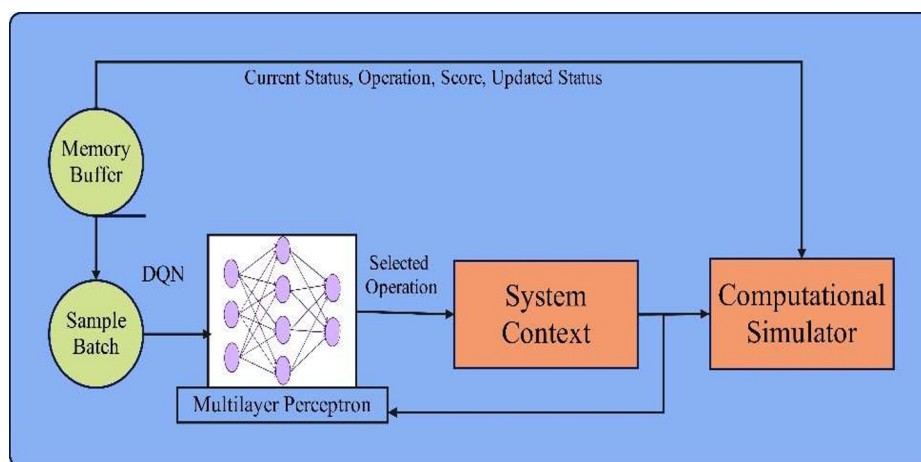 Current Status, Operation, Score, Updated Status
Memory
Buffer
DQN
Selected
Operation
Sample
Batch
System
Context
Computational
Simulator
Multilayer Perceptron